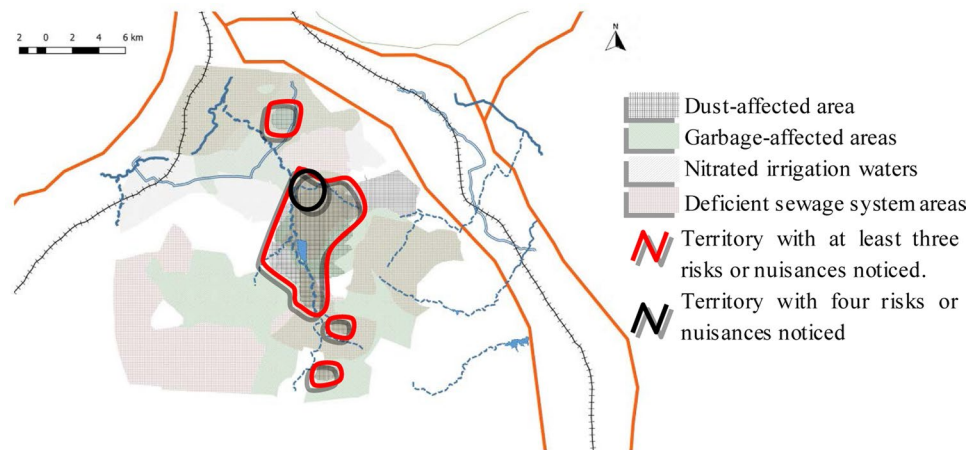 2 0 2 4 6 km
N
Dust-affected area
Garbage-affected areas
Nitrated irrigation waters
Deficient sewage system areas
Territory with at least three
risks or nuisances noticed.
Territory with four risks or
nuisances noticed